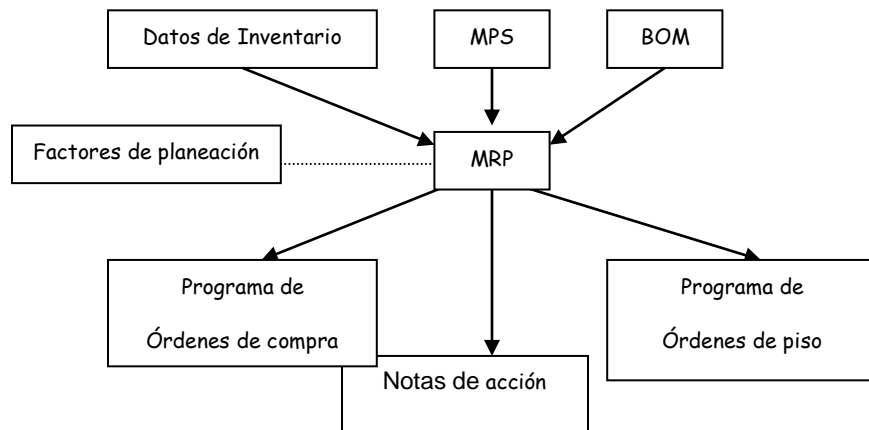 Datos de Inventario
MPS
BOM
Factores de planeación
MRP
Programa de
Órdenes de compra
Programa de
Órdenes de piso
Notas de acción